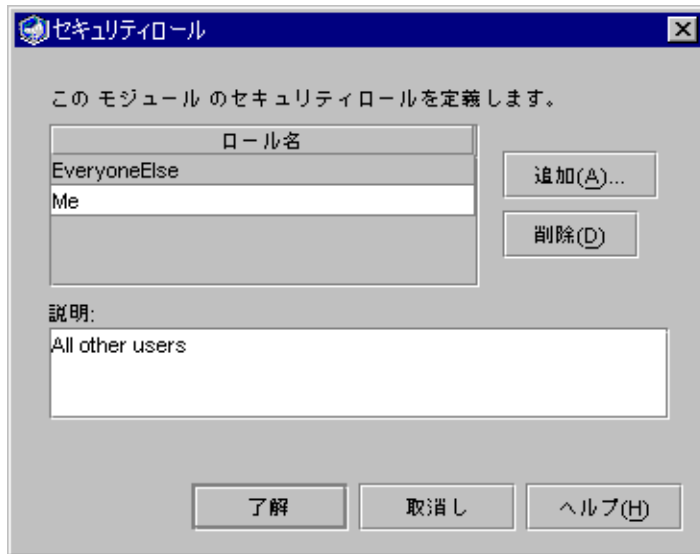 セキュリティロール
この モジュール のセキュリティロールを定義します。
ロール名
EveryoneElse
Me
追加(A)...
削除(D)
説明:
All other users
了解
取消し
ヘルプ(H)